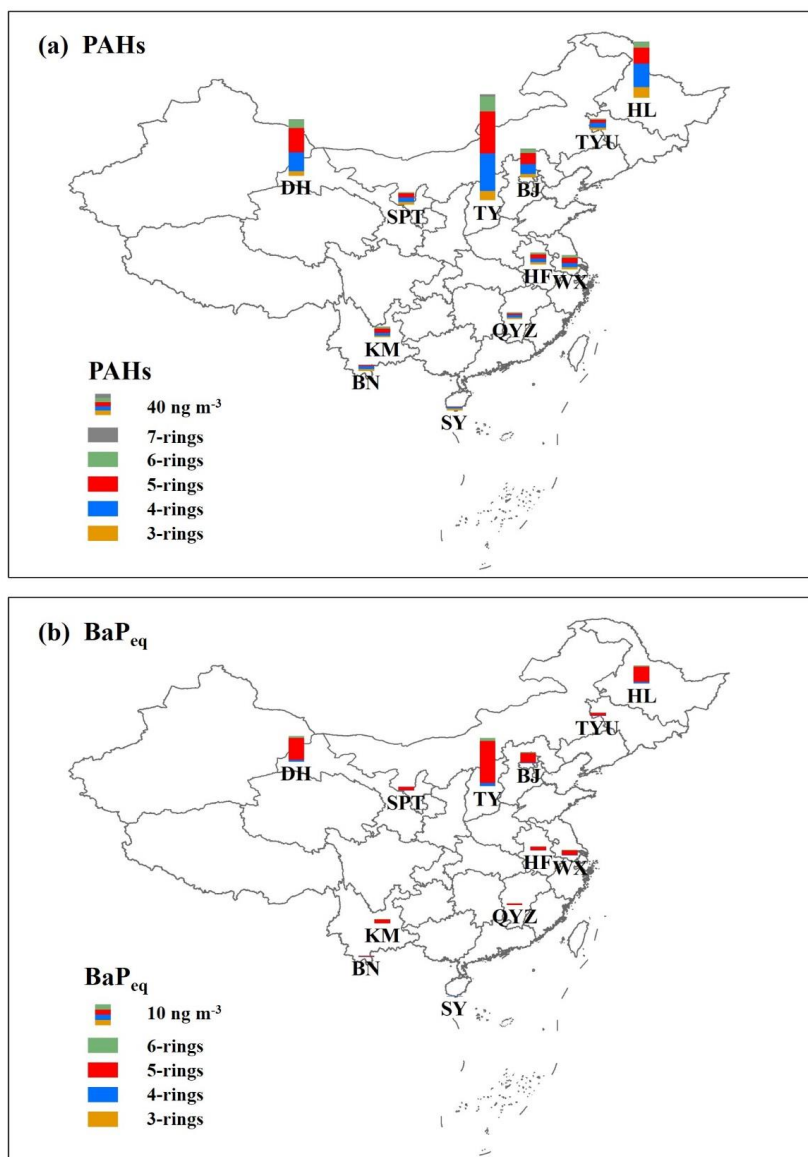 (a) PAHs
HL
TYU
DH
BJ
SPT
TY
HF
WX
QYZ
KM
BN
SY
PAHs
40 ng m⁻³
7-rings
6-rings
5-rings
4-rings
3-rings
(b) BaPeq
HL
TYU
DH
BJ
SPT
TY
HF
WX
QYZ
KM
BN
SY
BaPeq
10 ng m⁻³
6-rings
5-rings
4-rings
3-rings